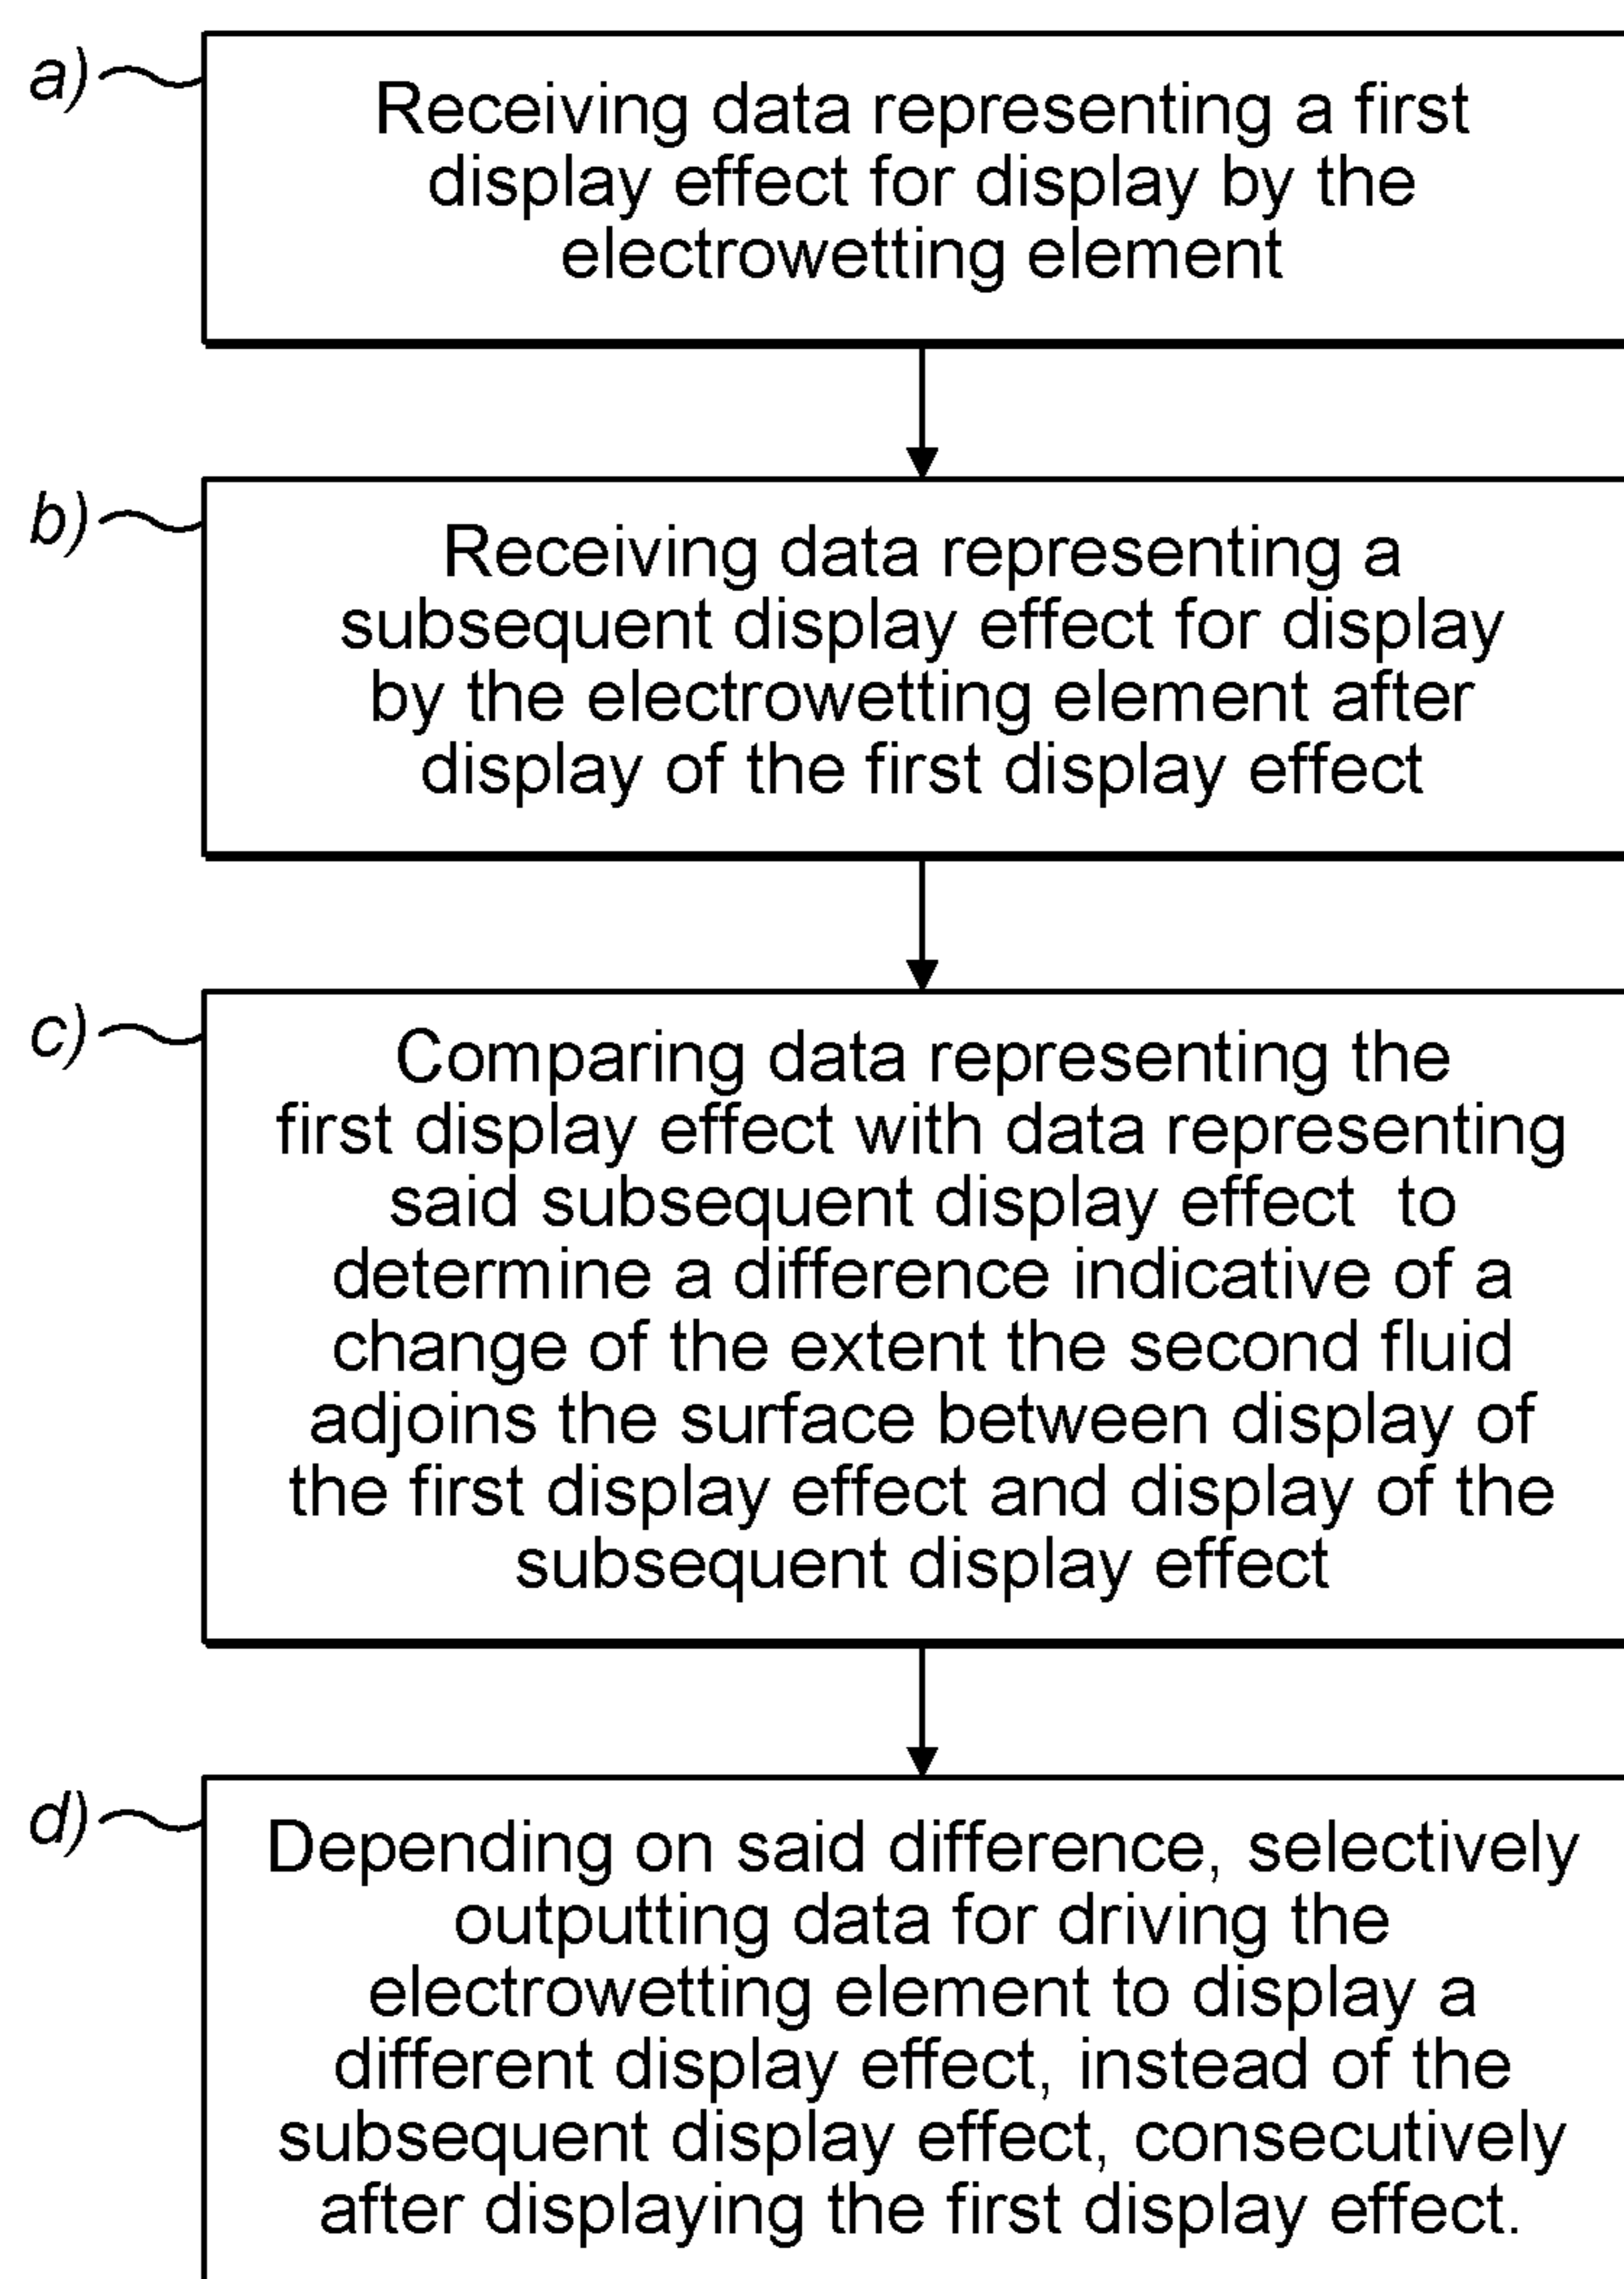 a)
Receiving data representing a first
display effect for display by the
electrowetting element
b)
Receiving data representing a
subsequent display effect for display
by the electrowetting element after
display of the first display effect
c)
Comparing data representing the
first display effect with data representing
said subsequent display effect to
determine a difference indicative of a
change of the extent the second fluid
adjoins the surface between display of
the first display effect and display of the
subsequent display effect
d)
Depending on said difference, selectively
outputting data for driving the
electrowetting element to display a
different display effect, instead of the
subsequent display effect, consecutively
after displaying the first display effect.